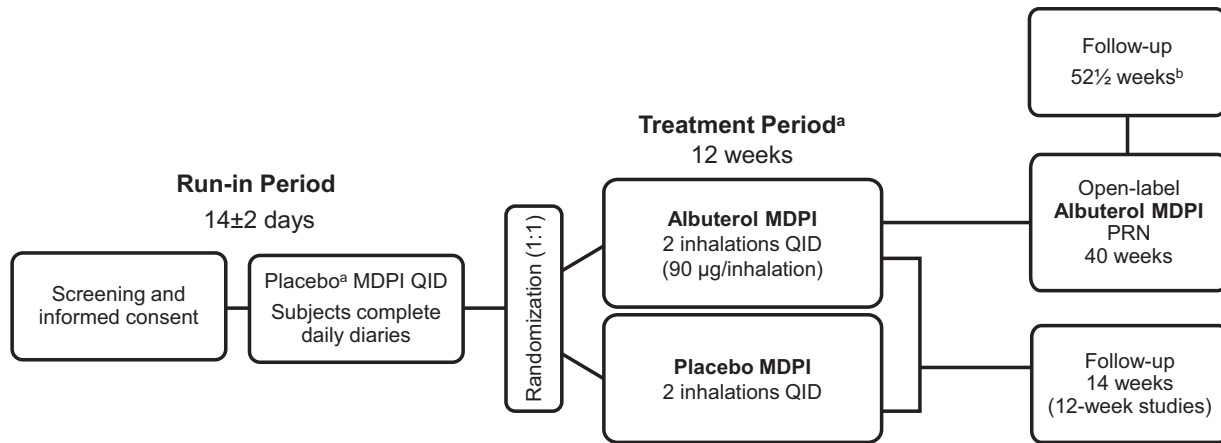 Run-in Period
14±2 days
Screening and
informed consent
Placeboᵃ MDPI QID
Subjects complete
daily diaries
Randomization (1:1)
Treatment Periodᵃ
12 weeks
Albuterol MDPI
2 inhalations QID
(90 µg/inhalation)
Placebo MDPI
2 inhalations QID
Follow-up
52½ weeksᵇ
Open-label
Albuterol MDPI
PRN
40 weeks
Follow-up
14 weeks
(12-week studies)